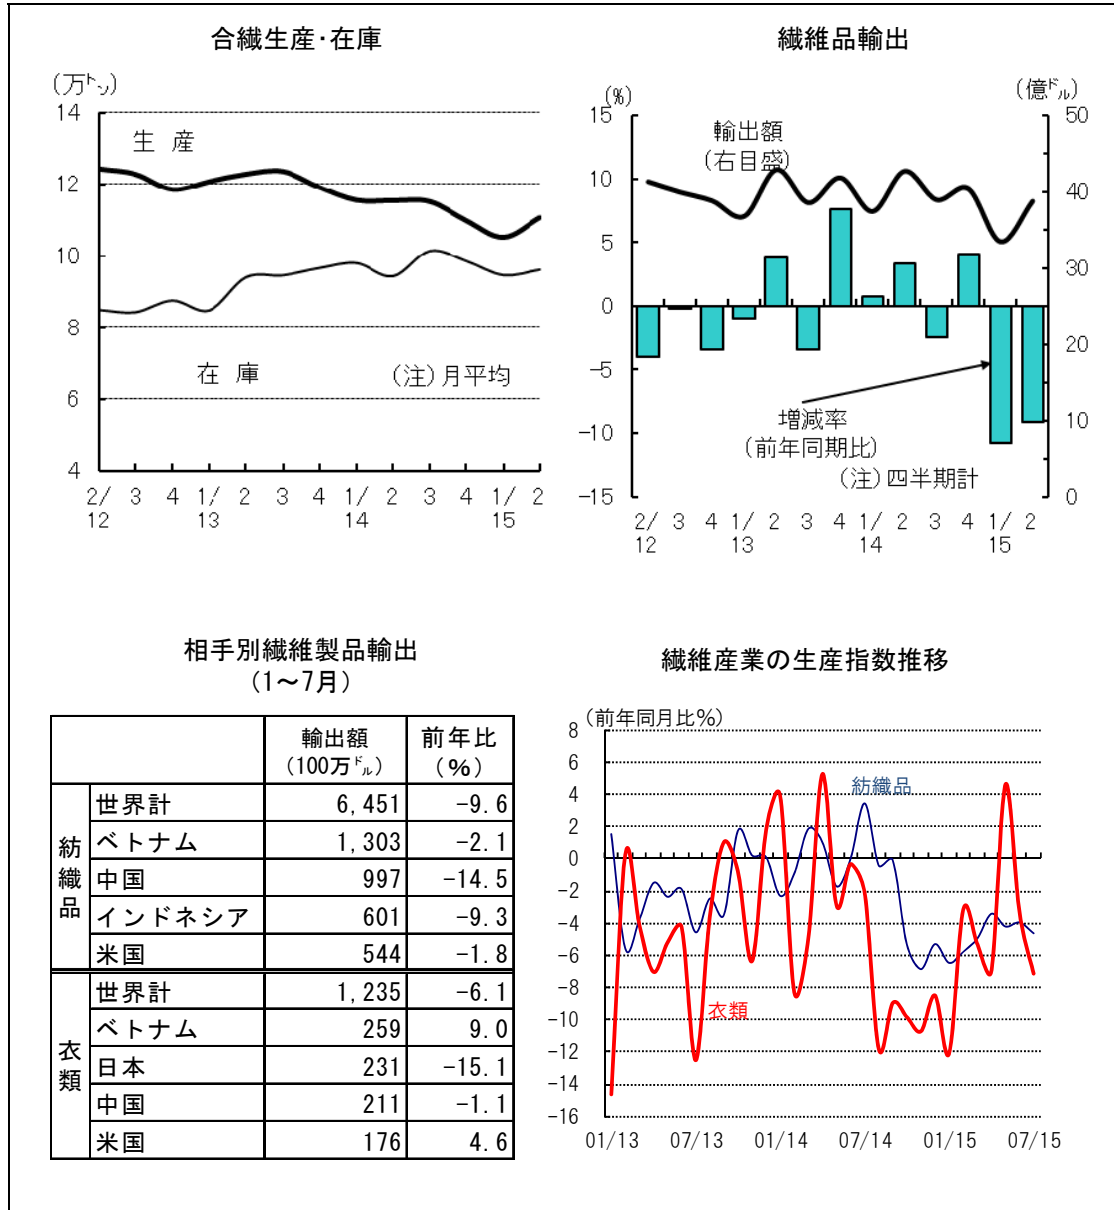 合繊生産・在庫
(万㌧)
14
12
10
8
6
4
生 産
在 庫
(注)月平均
2/ 3 4 1/ 2 3 4 1/ 2 3 4 1/ 2
12 13 14 15
繊維品輸出
(%)
(億㌦)
15
10
5
0
-5
-10
-15
50
40
30
20
10
0
輸出額
(右目盛)
増減率
(前年同期比)
(注)四半期計
2/ 3 4 1/ 2 3 4 1/ 2 3 4 1/ 2
12 13 14 15
相手別繊維製品輸出
(1～7月)
輸出額 前年比
(100万㌦) (%)
紡織品
世界計 6,451 -9.6
ベトナム 1,303 -2.1
中国 997 -14.5
インドネシア 601 -9.3
米国 544 -1.8
衣類
世界計 1,235 -6.1
ベトナム 259 9.0
日本 231 -15.1
中国 211 -1.1
米国 176 4.6
繊維産業の生産指数推移
(前年同月比%)
8
6
4
2
0
-2
-4
-6
-8
-10
-12
-14
-16
紡織品
衣類
01/13 07/13 01/14 07/14 01/15 07/15